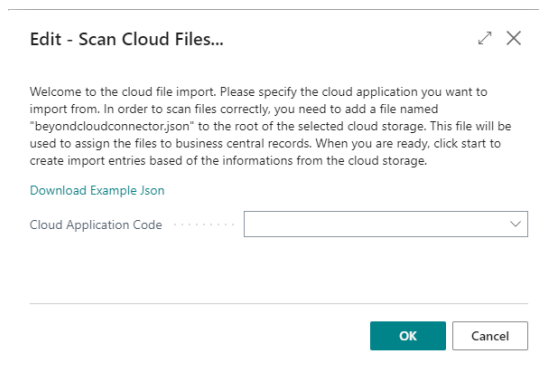 Edit - Scan Cloud Files...
Welcome to the cloud file import. Please specify the cloud application you want to
import from. In order to scan files correctly, you need to add a file named
"beyondcloudconnector.json" to the root of the selected cloud storage. This file will be
used to assign the files to business central records. When you are ready, click start to
create import entries based of the informations from the cloud storage.
Download Example Json
Cloud Application Code
OK Cancel